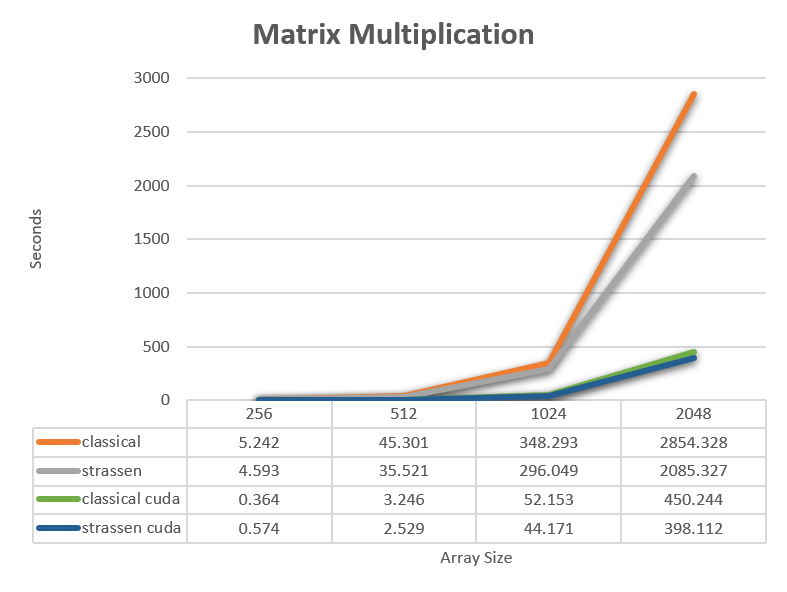 Matrix Multiplication
3000
2500
2000
1500
1000
500
0
Seconds
256 512 1024 2048
classical 5.242 45.301 348.293 2854.328
strassen 4.593 35.521 296.049 2085.327
classical cuda 0.364 3.246 52.153 450.244
strassen cuda 0.574 2.529 44.171 398.112
Array Size